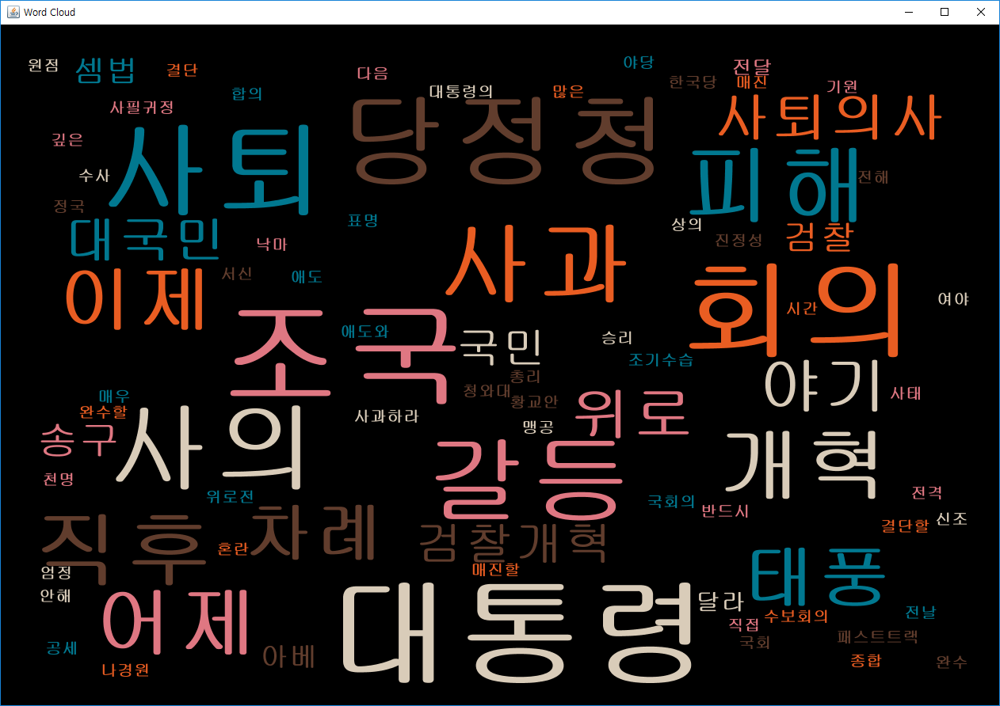 Word Cloud
원점
셈법
결단
다음
야당
전달
한국당
매진
기원
합의
대통령의
많은
사필귀정
당정청
사퇴의사
깊은
사퇴
피해
수사
전해
정국
표명
상의
대국민
낙마
사과
진정성
검찰
이제
서신
애도
회의
여야
시간
조국
애도와
국민
승리
조기수습
총리
야기
청와대
사태
매우
황교안
완수할
사과하라
위로
맹공
송구
사의
갈등
개혁
천명
위로전
국회의
반드시
전격
신조
직후
차례
검찰개혁
결단할
혼란
매진할
엄정
태풍
안해
대통령
달라
어제
수보회의
전날
직접
국회
패스트트랙
공세
아베
종합
완수
나경원